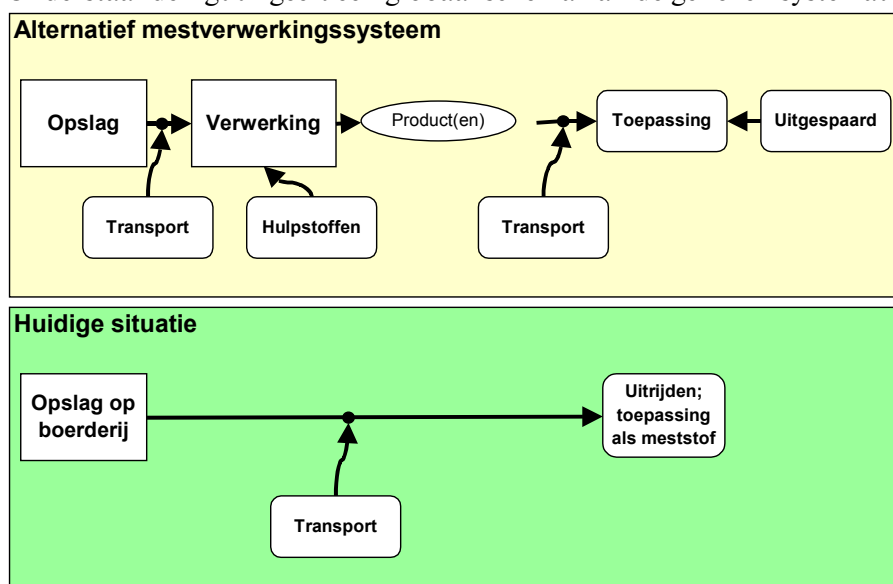 Alternatief mestverwerkingssysteem
Opslag
Verwerking
Product(en)
Toepassing
Uitgespaard
Transport
Hulpstoffen
Transport
Huidige situatie
Opslag op
boerderij
Uitrijden;
toepassing
als meststof
Transport